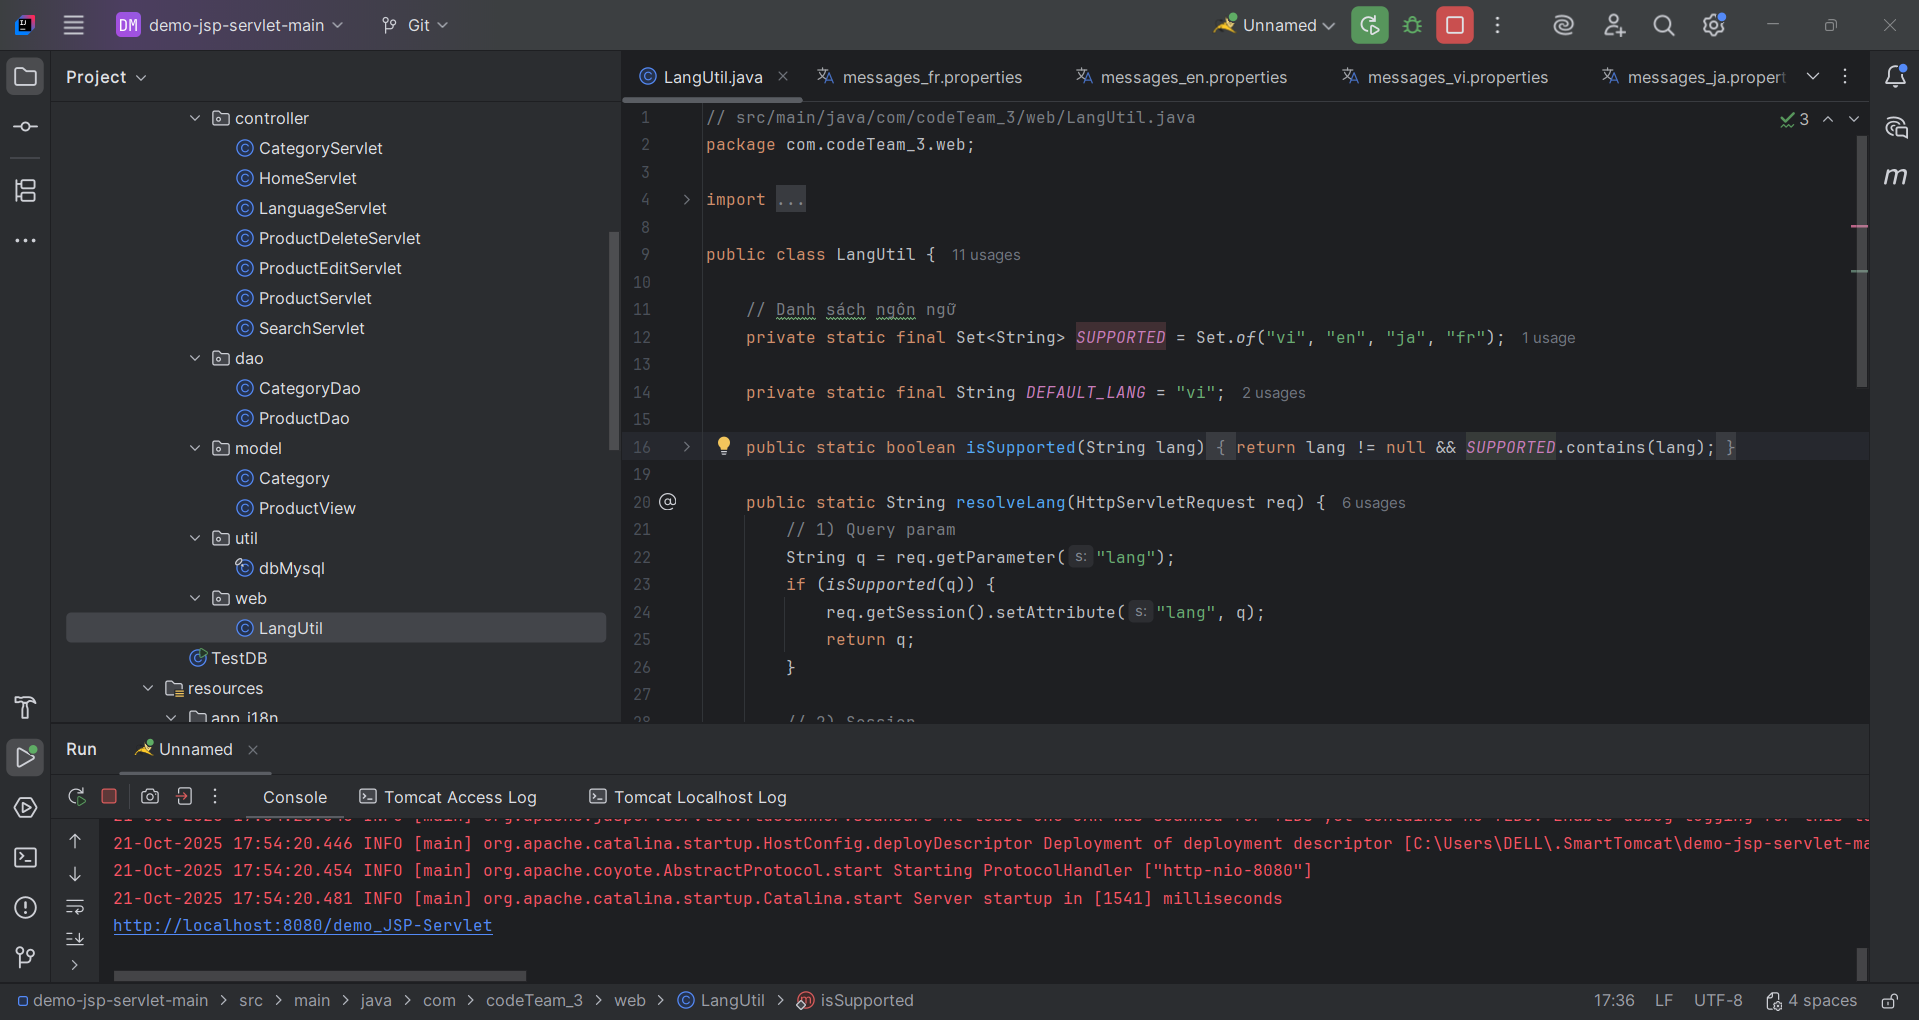 DM demo-jsp-servlet-main Git Unnamed
Project
controller
CategoryServlet
HomeServlet
LanguageServlet
ProductDeleteServlet
ProductEditServlet
ProductServlet
SearchServlet
dao
CategoryDao
ProductDao
model
Category
ProductView
util
dbMysql
web
LangUtil
TestDB
resources
app_i18n
LangUtil.java messages_fr.properties messages_en.properties messages_vi.properties messages_ja.propert
1 // src/main/java/com/codeTeam_3/web/LangUtil.java
2 package com.codeTeam_3.web;
3
4 import ...
8
9 public class LangUtil { 11 usages
10
11 // Danh sách ngôn ngữ
12 private static final Set<String> SUPPORTED = Set.of("vi", "en", "ja", "fr"); 1 usage
13
14 private static final String DEFAULT_LANG = "vi"; 2 usages
15
16 public static boolean isSupported(String lang) { return lang != null && SUPPORTED.contains(lang); }
19
20 @ public static String resolveLang(HttpServletRequest req) { 6 usages
21 // 1) Query param
22 String q = req.getParameter( s: "lang");
23 if (isSupported(q)) {
24 req.getSession().setAttribute( s: "lang", q);
25 return q;
26 }
27
28 // 2) Session
3
m
Run Unnamed
Console Tomcat Access Log Tomcat Localhost Log
21-Oct-2025 17:54:20.446 INFO [main] org.apache.catalina.startup.HostConfig.deployDescriptor Deployment of deployment descriptor [C:\Users\DELL\.SmartTomcat\demo-jsp-servlet-ma
21-Oct-2025 17:54:20.454 INFO [main] org.apache.coyote.AbstractProtocol.start Starting ProtocolHandler ["http-nio-8080"]
21-Oct-2025 17:54:20.481 INFO [main] org.apache.catalina.startup.Catalina.start Server startup in [1541] milliseconds
http://localhost:8080/demo_JSP-Servlet
demo-jsp-servlet-main > src > main > java > com > codeTeam_3 > web > LangUtil > isSupported 17:36 LF UTF-8 4 spaces